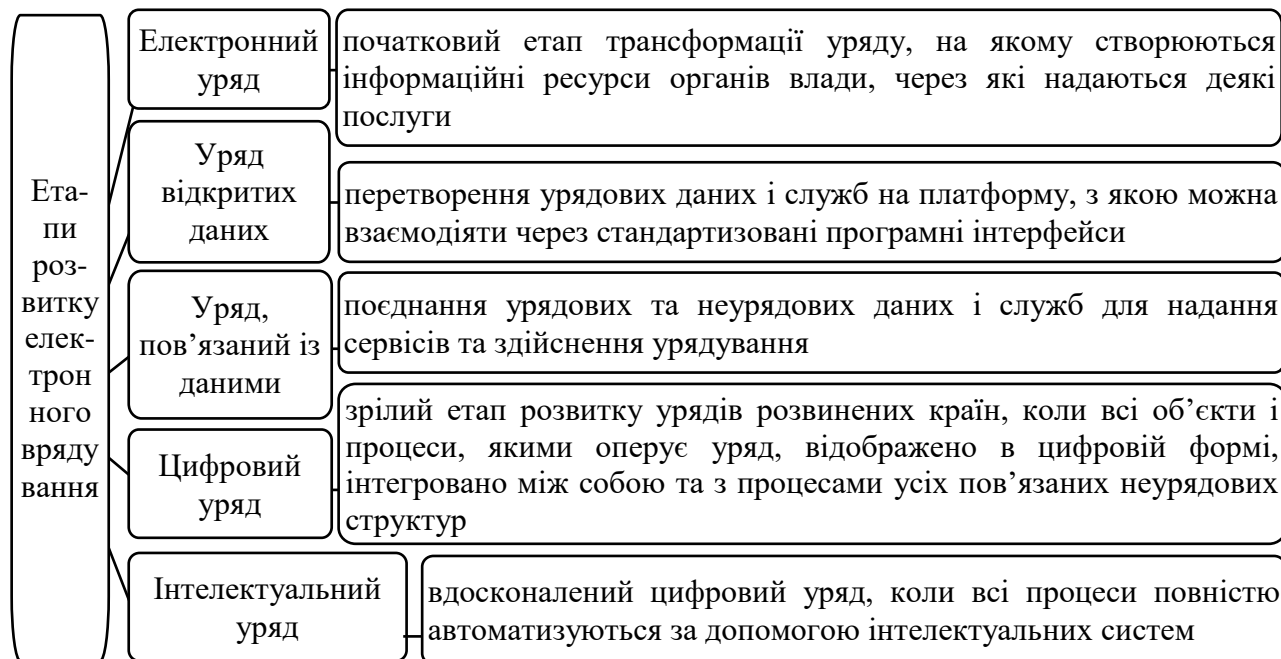 Ета-
пи
роз-
витку
елек-
трон
ного
вряду
вання
Електронний
уряд
початковий етап трансформації уряду, на якому створюються
інформаційні ресурси органів влади, через які надаються деякі
послуги
Уряд
відкритих
даних
перетворення урядових даних і служб на платформу, з якою можна
взаємодіяти через стандартизовані програмні інтерфейси
Уряд,
пов’язаний із
даними
поєднання урядових та неурядових даних і служб для надання
сервісів та здійснення урядування
Цифровий
уряд
зрілий етап розвитку урядів розвинених країн, коли всі об’єкти і
процеси, якими оперує уряд, відображено в цифровій формі,
інтегровано між собою та з процесами усіх пов’язаних неурядових
структур
Інтелектуальний
уряд
вдосконалений цифровий уряд, коли всі процеси повністю
автоматизуються за допомогою інтелектуальних систем